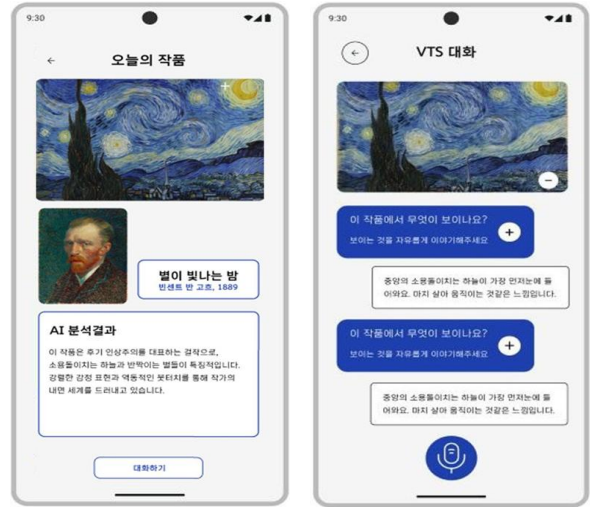 9:30
오늘의 작품
별이 빛나는 밤
빈센트 반 고흐, 1889
AI 분석결과
이 작품은 후기 인상주의를 대표하는 걸작으로,
소용돌이치는 하늘과 반짝이는 별들이 특징적입니다.
강렬한 감정 표현과 역동적인 붓터치를 통해 작가의
내면 세계를 드러내고 있습니다.
대화하기
9:30
VTS 대화
이 작품에서 무엇이 보이나요?
보이는 것을 자유롭게 이야기해주세요
중앙의 소용돌이치는 하늘이 가장 먼저눈에 들
어와요. 마치 살아 움직이는 것같은 느낌입니다.
이 작품에서 무엇이 보이나요?
보이는 것을 자유롭게 이야기해주세요
중앙의 소용돌이치는 하늘이 가장 먼저눈에 들
어와요. 마치 살아 움직이는 것같은 느낌입니다.